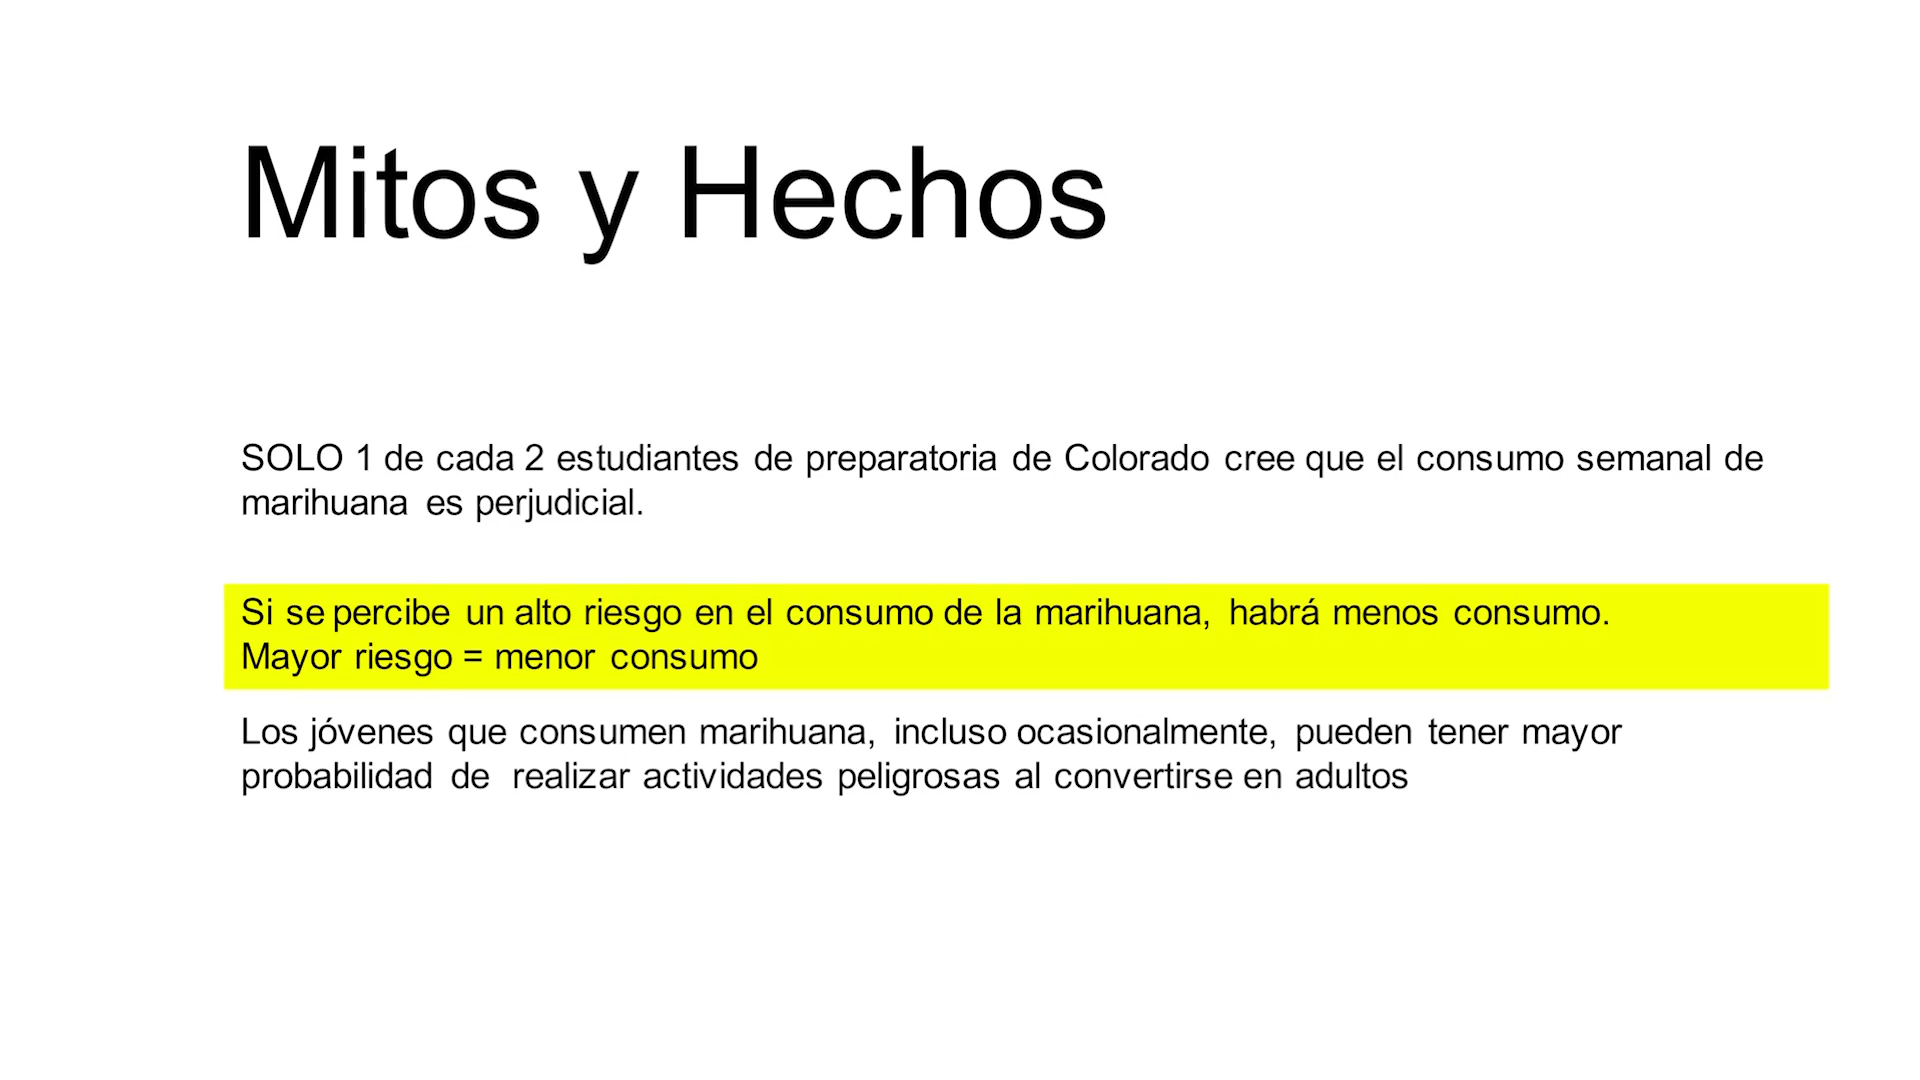 Mitos y Hechos
SOLO 1 de cada 2 estudiantes de preparatoria de Colorado cree que el consumo semanal de
marihuana es perjudicial.
Si se percibe un alto riesgo en el consumo de la marihuana, habrá menos consumo.
Mayor riesgo = menor consumo
Los jóvenes que consumen marihuana, incluso ocasionalmente, pueden tener mayor
probabilidad de realizar actividades peligrosas al convertirse en adultos